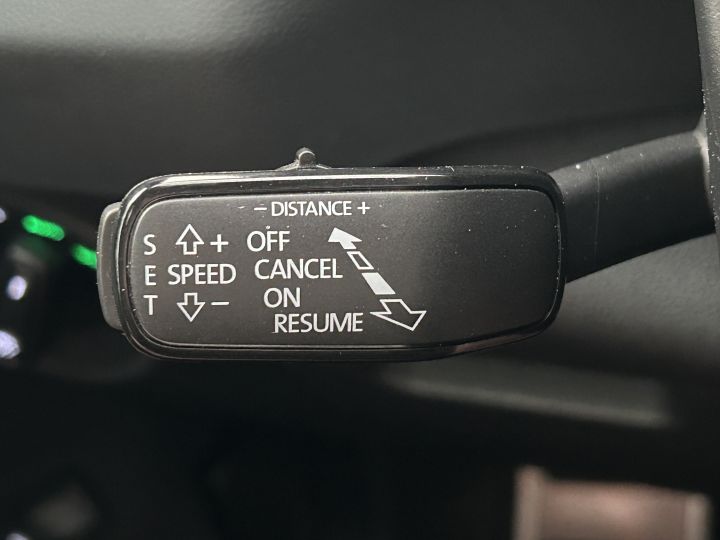 – DISTANCE +
S + OFF
E SPEED CANCEL
T – ON
RESUME